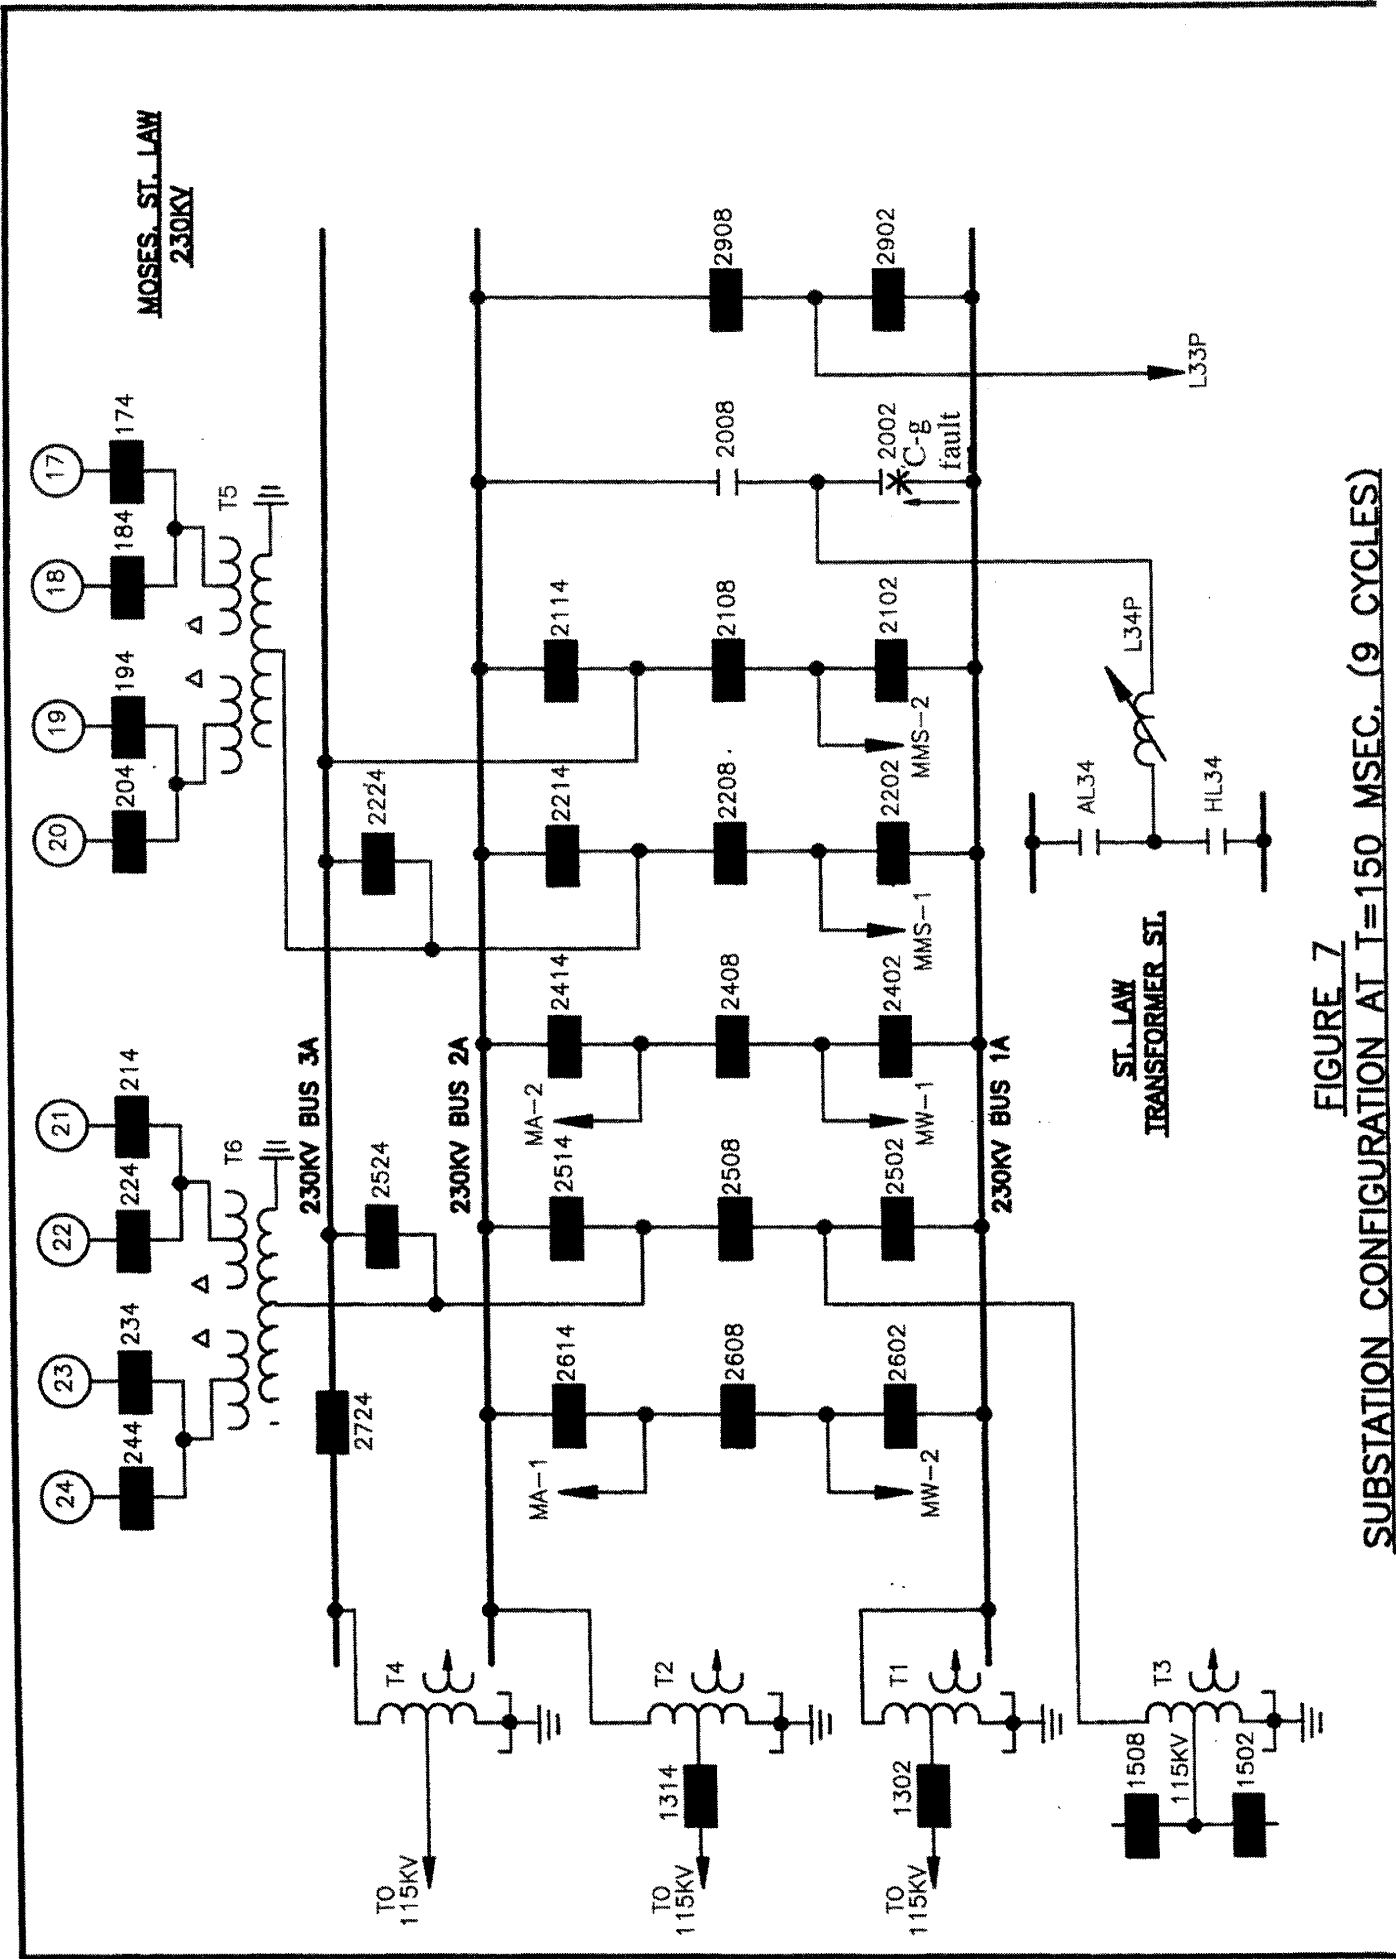 MOSES. ST. LAW
230KV
24
23
22
21
20
19
18
17
244
234
224
214
204
194
184
174
T6
T5
Δ Δ
Δ Δ
2724
2524
2224
230KV BUS 3A
230KV BUS 2A
230KV BUS 1A
T4
TO
115KV
T2
1314
TO
115KV
T1
1302
TO
115KV
T3
1508
115KV
1502
MA-1
2614
2608
2602
MW-2
2514
2508
2502
MA-2
2414
2408
2402
MW-1
2214
2208
2202
MMS-1
2114
2108
2102
MMS-2
2008
2002
C-g
fault
2908
2902
L33P
L34P
AL34
HL34
ST. LAW
TRANSFORMER ST.
FIGURE 7
SUBSTATION CONFIGURATION AT T=150 MSEC. (9 CYCLES)